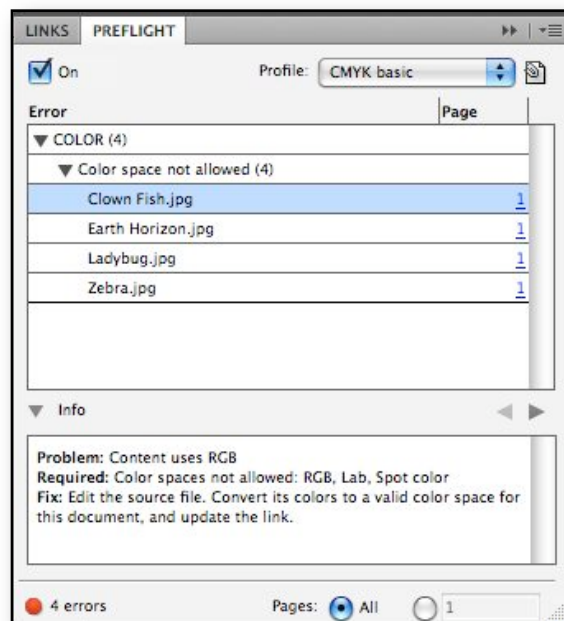 LINKS PREFLIGHT
On Profile: CMYK basic
Error Page
COLOR (4)
Color space not allowed (4)
Clown Fish.jpg 1
Earth Horizon.jpg 1
Ladybug.jpg 1
Zebra.jpg 1
Info
Problem: Content uses RGB
Required: Color spaces not allowed: RGB, Lab, Spot color
Fix: Edit the source file. Convert its colors to a valid color space for
this document, and update the link.
4 errors Pages: All 1